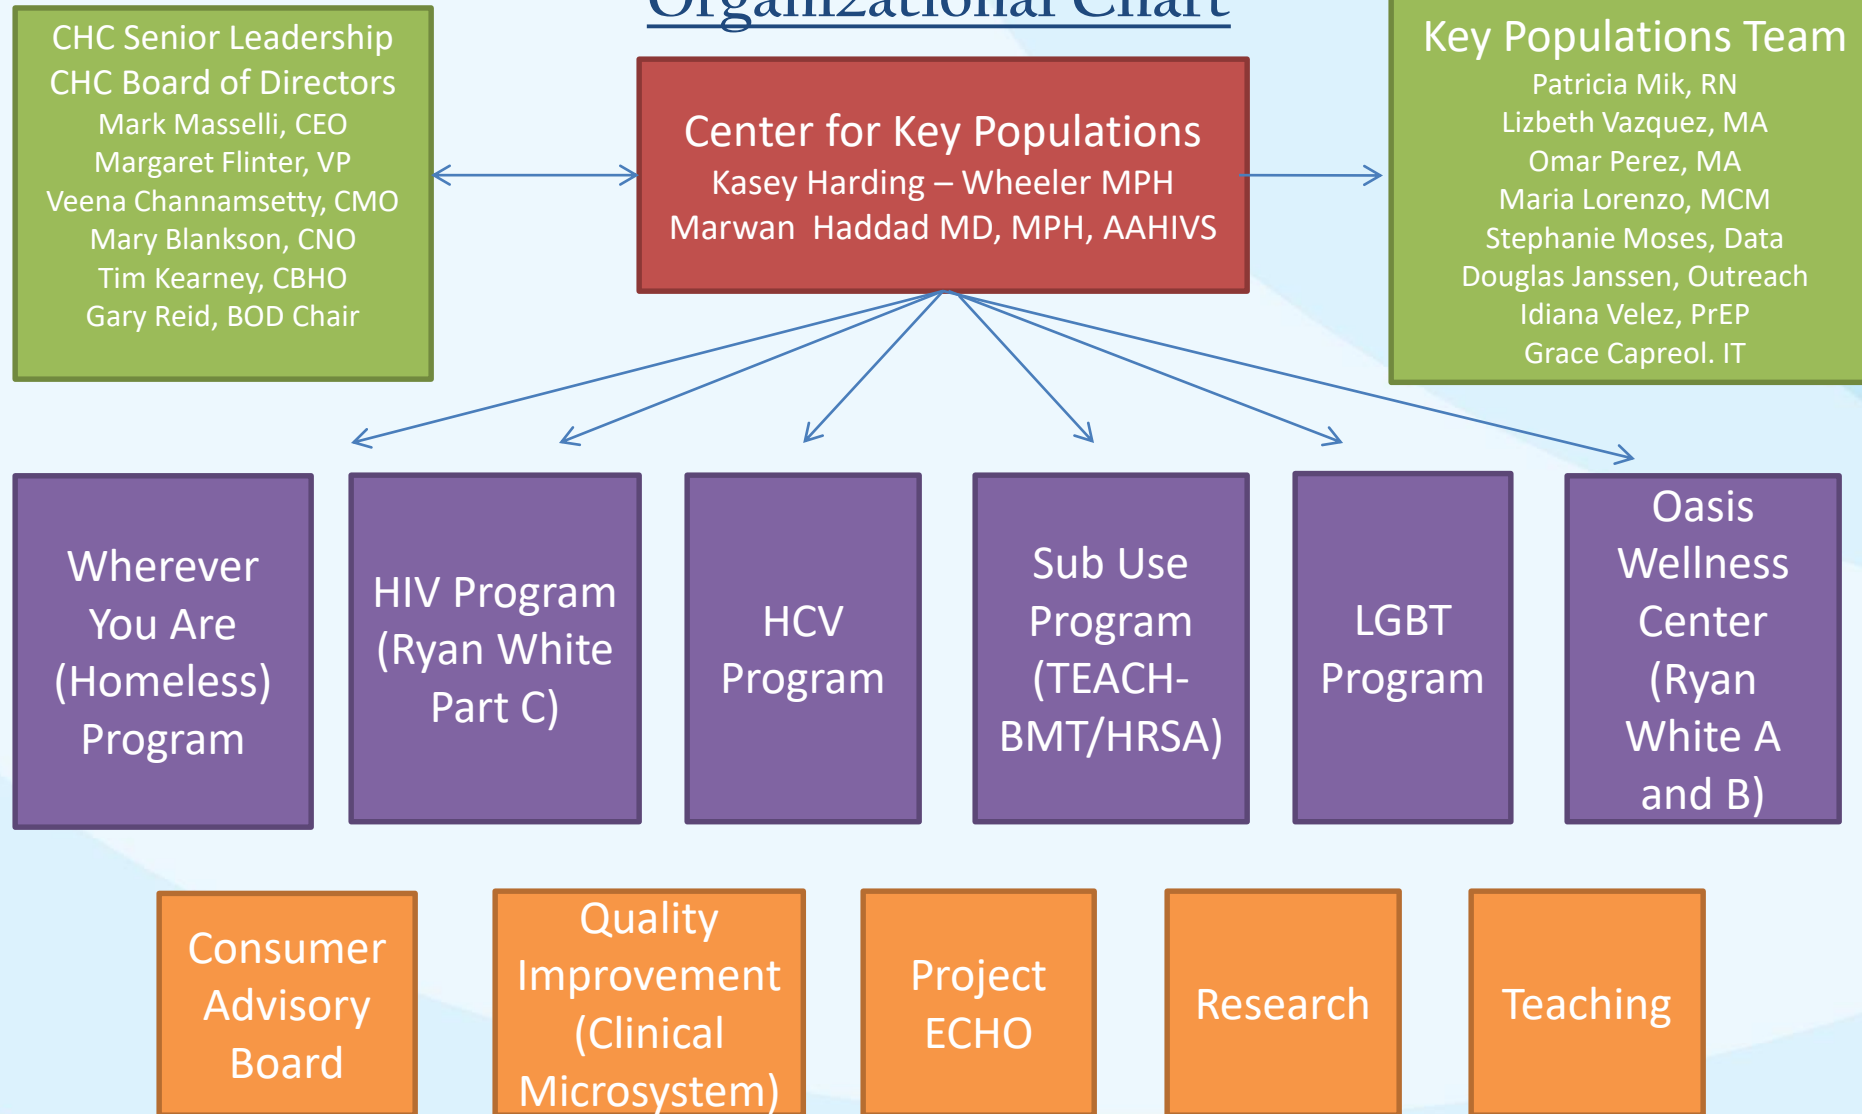 Organizational Chart
CHC Senior Leadership
CHC Board of Directors
Mark Masselli, CEO
Margaret Flinter, VP
Veena Channamsetty, CMO
Mary Blankson, CNO
Tim Kearney, CBHO
Gary Reid, BOD Chair
Center for Key Populations
Kasey Harding – Wheeler MPH
Marwan  Haddad MD, MPH, AAHIVS
Key Populations Team
Patricia Mik, RN
Lizbeth Vazquez, MA
Omar Perez, MA
Maria Lorenzo, MCM
Stephanie Moses, Data
Douglas Janssen, Outreach
Idiana Velez, PrEP
Grace Capreol. IT
Wherever
You Are
(Homeless)
Program
HIV Program
(Ryan White
Part C)
HCV
Program
Sub Use
Program
(TEACH-
BMT/HRSA)
LGBT
Program
Oasis
Wellness
Center
(Ryan
White A
and B)
Consumer
Advisory
Board
Quality
Improvement
(Clinical
Microsystem)
Project
ECHO
Research
Teaching